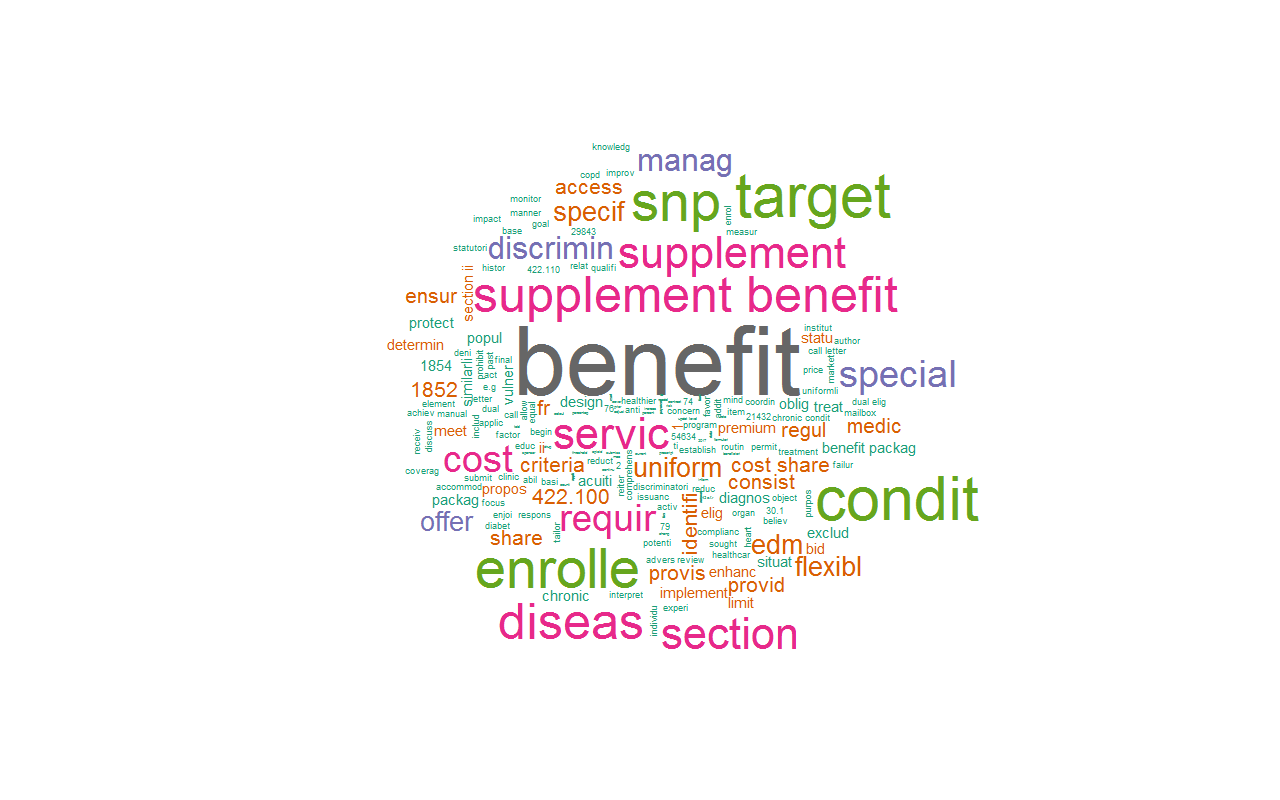 knowledg
manag
copd
improv
access
snp
target
monitor
specif
manner
enrol
impact
goal
base
29843
measur
statutori
discrimin
supplement
section ii
histor
422.110
relat
qualifi
ensur
supplement benefit
protect
institut
determin
popul
benefit
statu
author
deni
prohibit
past
final
call letter
1854
similarli
act
vulner
price
market
special
1852
e.g
uniformli
letter
achiev
manual
dual
call
allow
equal
fr
design
76
healthier
anti
concern
74
favor
addit
mind
item
coordin
oblig
treat
dual elig
mailbox
element
includ
applic
21432
chronic condit
receiv
discuss
meet
factor
begin
servic
1
54634
program
premium
regul
medic
educ
ii
ti
establish
routin
permit
treatment
benefit packag
coverag
cost
submit
clinic
abil
criteria
basi
reduct
acuiti
2
reiter
comprehens
uniform
cost share
failur
accommod
packag
propos
focus
422.100
discriminatori
issuanc
reduc
consist
diagnos
object
purpos
condit
offer
enjoi
respons
diabet
requir
activ
identifi
elig
organ
30.1
believ
share
tailor
79
potenti
complianc
sought
heart
edm
bid
exclud
healthcar
situat
flexibl
enrolle
advers
review
provis
enhanc
provid
chronic
interpret
implement
limit
diseas
individu
experi
section